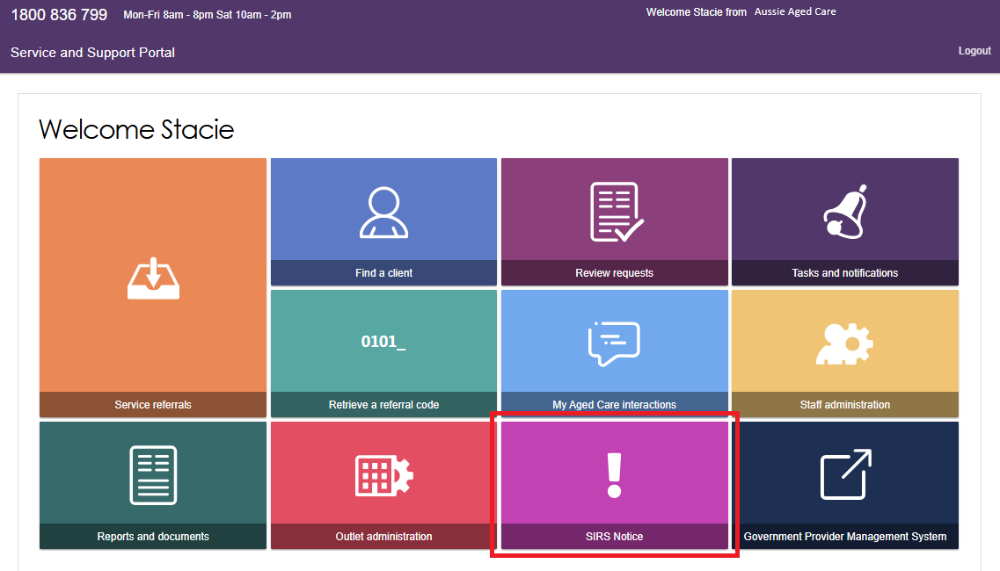 1800 836 799 Mon-Fri 8am - 8pm Sat 10am - 2pm Welcome Stacie from Aussie Aged Care
Service and Support Portal Logout
Welcome Stacie
Find a client Review requests Tasks and notifications
0101_
Service referrals Retrieve a referral code My Aged Care interactions Staff administration
Reports and documents Outlet administration SIRS Notice Government Provider Management System